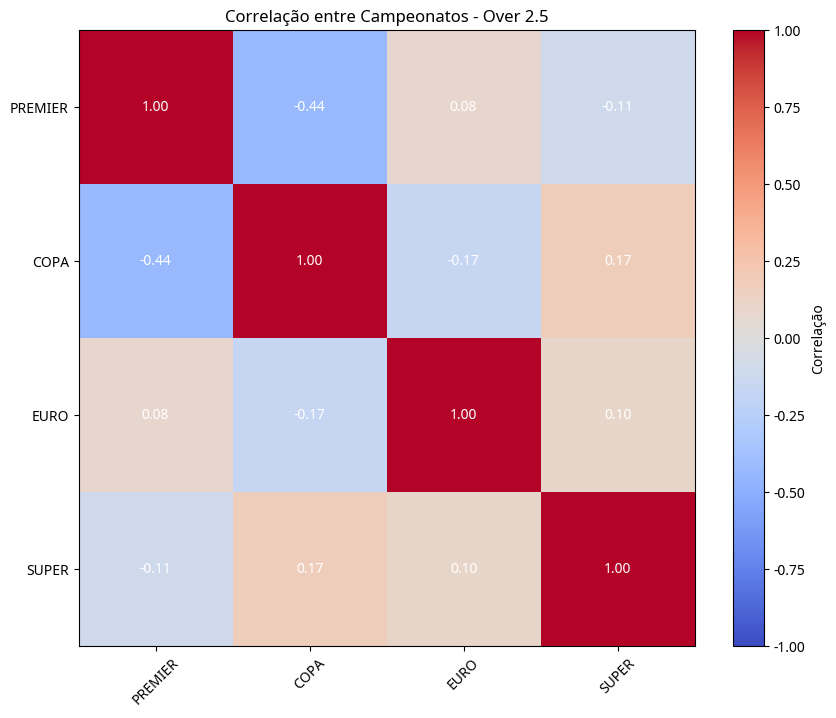 Correlação entre Campeonatos - Over 2.5
PREMIER 1.00 -0.44 0.08 -0.11
COPA -0.44 1.00 -0.17 0.17
EURO 0.08 -0.17 1.00 0.10
SUPER -0.11 0.17 0.10 1.00
PREMIER COPA EURO SUPER
1.00
0.75
0.50
0.25
0.00
-0.25
-0.50
-0.75
-1.00
Correlação